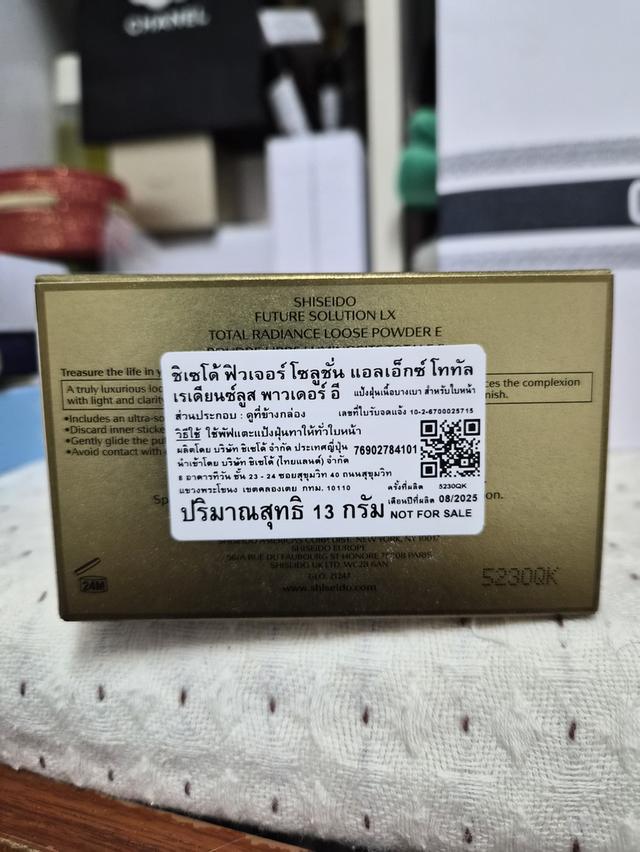 CHANEL
SHISEIDO
FUTURE SOLUTION LX
TOTAL RADIANCE LOOSE POWDER E
Treasure the life in
A truly luxurious ces the complexion
with light and clarity
•Includes an ultra-so
•Discard inner sticke
•Gently glide the pu
•Avoid contact with
ชิเซโด้ ฟิวเจอร์ โซลูชั่น แอลเอ็กซ์ โททัล
เรเดียนซ์ลูส พาวเดอร์ อี แป้งฝุ่นเนื้อบางเบา สำหรับใบหน้า
ส่วนประกอบ : ดูที่ข้างกล่อง เลขที่ใบรับจดแจ้ง 10-2-6700025715
วิธีใช้ ใช้พัฟแตะแป้งฝุ่นทาให้ทั่วใบหน้า
ผลิตโดย บริษัท ชิเซโด้ จำกัด ประเทศญี่ปุ่น 76902784101
นำเข้าโดย บริษัท ชิเซโด้ (ไทยแลนด์) จำกัด
8 อาคารทีวัน ชั้น 23 - 24 ซอยสุขุมวิท 40 ถนนสุขุมวิท
แขวงพระโขนง เขตคลองเตย กทม. 10110 ครั้งที่ผลิต 5230QK
ปริมาณสุทธิ 13 กรัม เดือนปีที่ผลิต 08/2025
NOT FOR SALE
SHISEIDO EUROPE
56/A RUE DU FAUBOURG ST HONORE 75008 PARIS
SHISEIDO UK LTD, WC2B 6AN
GLO. 21247
www.shiseido.com
24M
5230QK